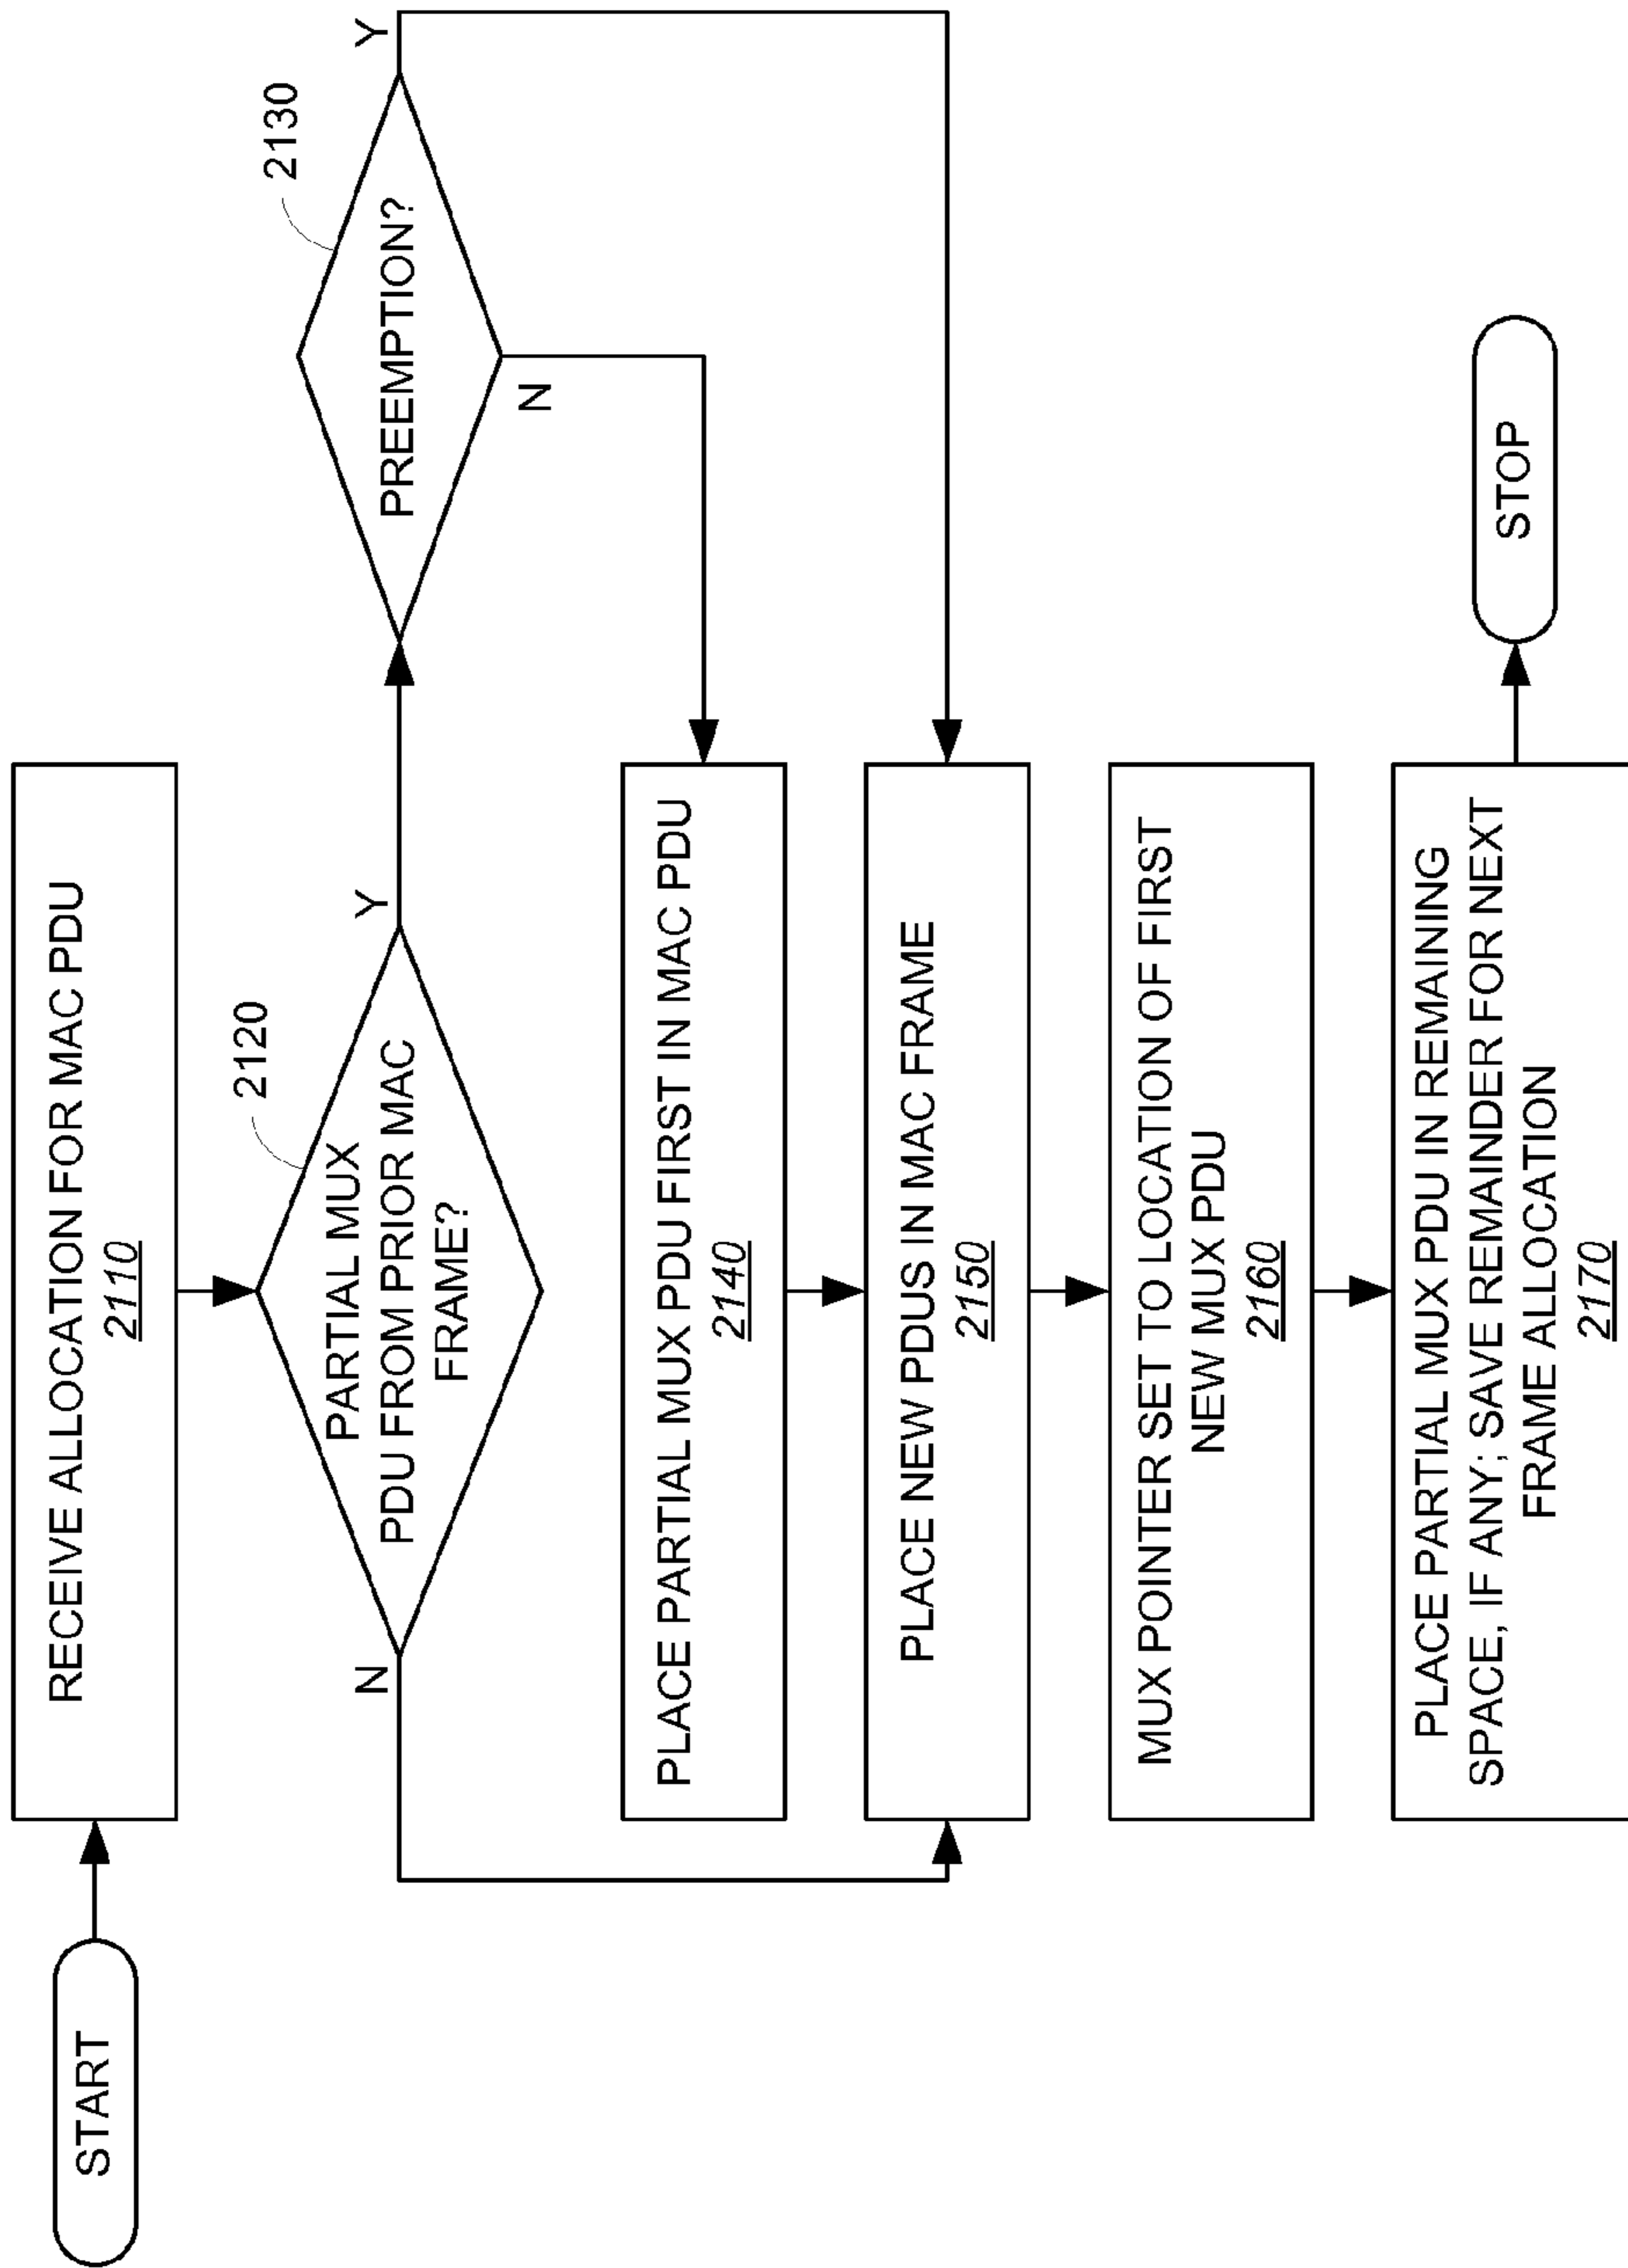 START
RECEIVE ALLOCATION FOR MAC PDU
2110
2120
PARTIAL MUX
PDU FROM PRIOR MAC
FRAME?
N
Y
2130
PREEMPTION?
Y
N
PLACE PARTIAL MUX PDU FIRST IN MAC PDU
2140
PLACE NEW PDUS IN MAC FRAME
2150
MUX POINTER SET TO LOCATION OF FIRST
NEW MUX PDU
2160
PLACE PARTIAL MUX PDU IN REMAINING
SPACE, IF ANY; SAVE REMAINDER FOR NEXT
FRAME ALLOCATION
2170
STOP